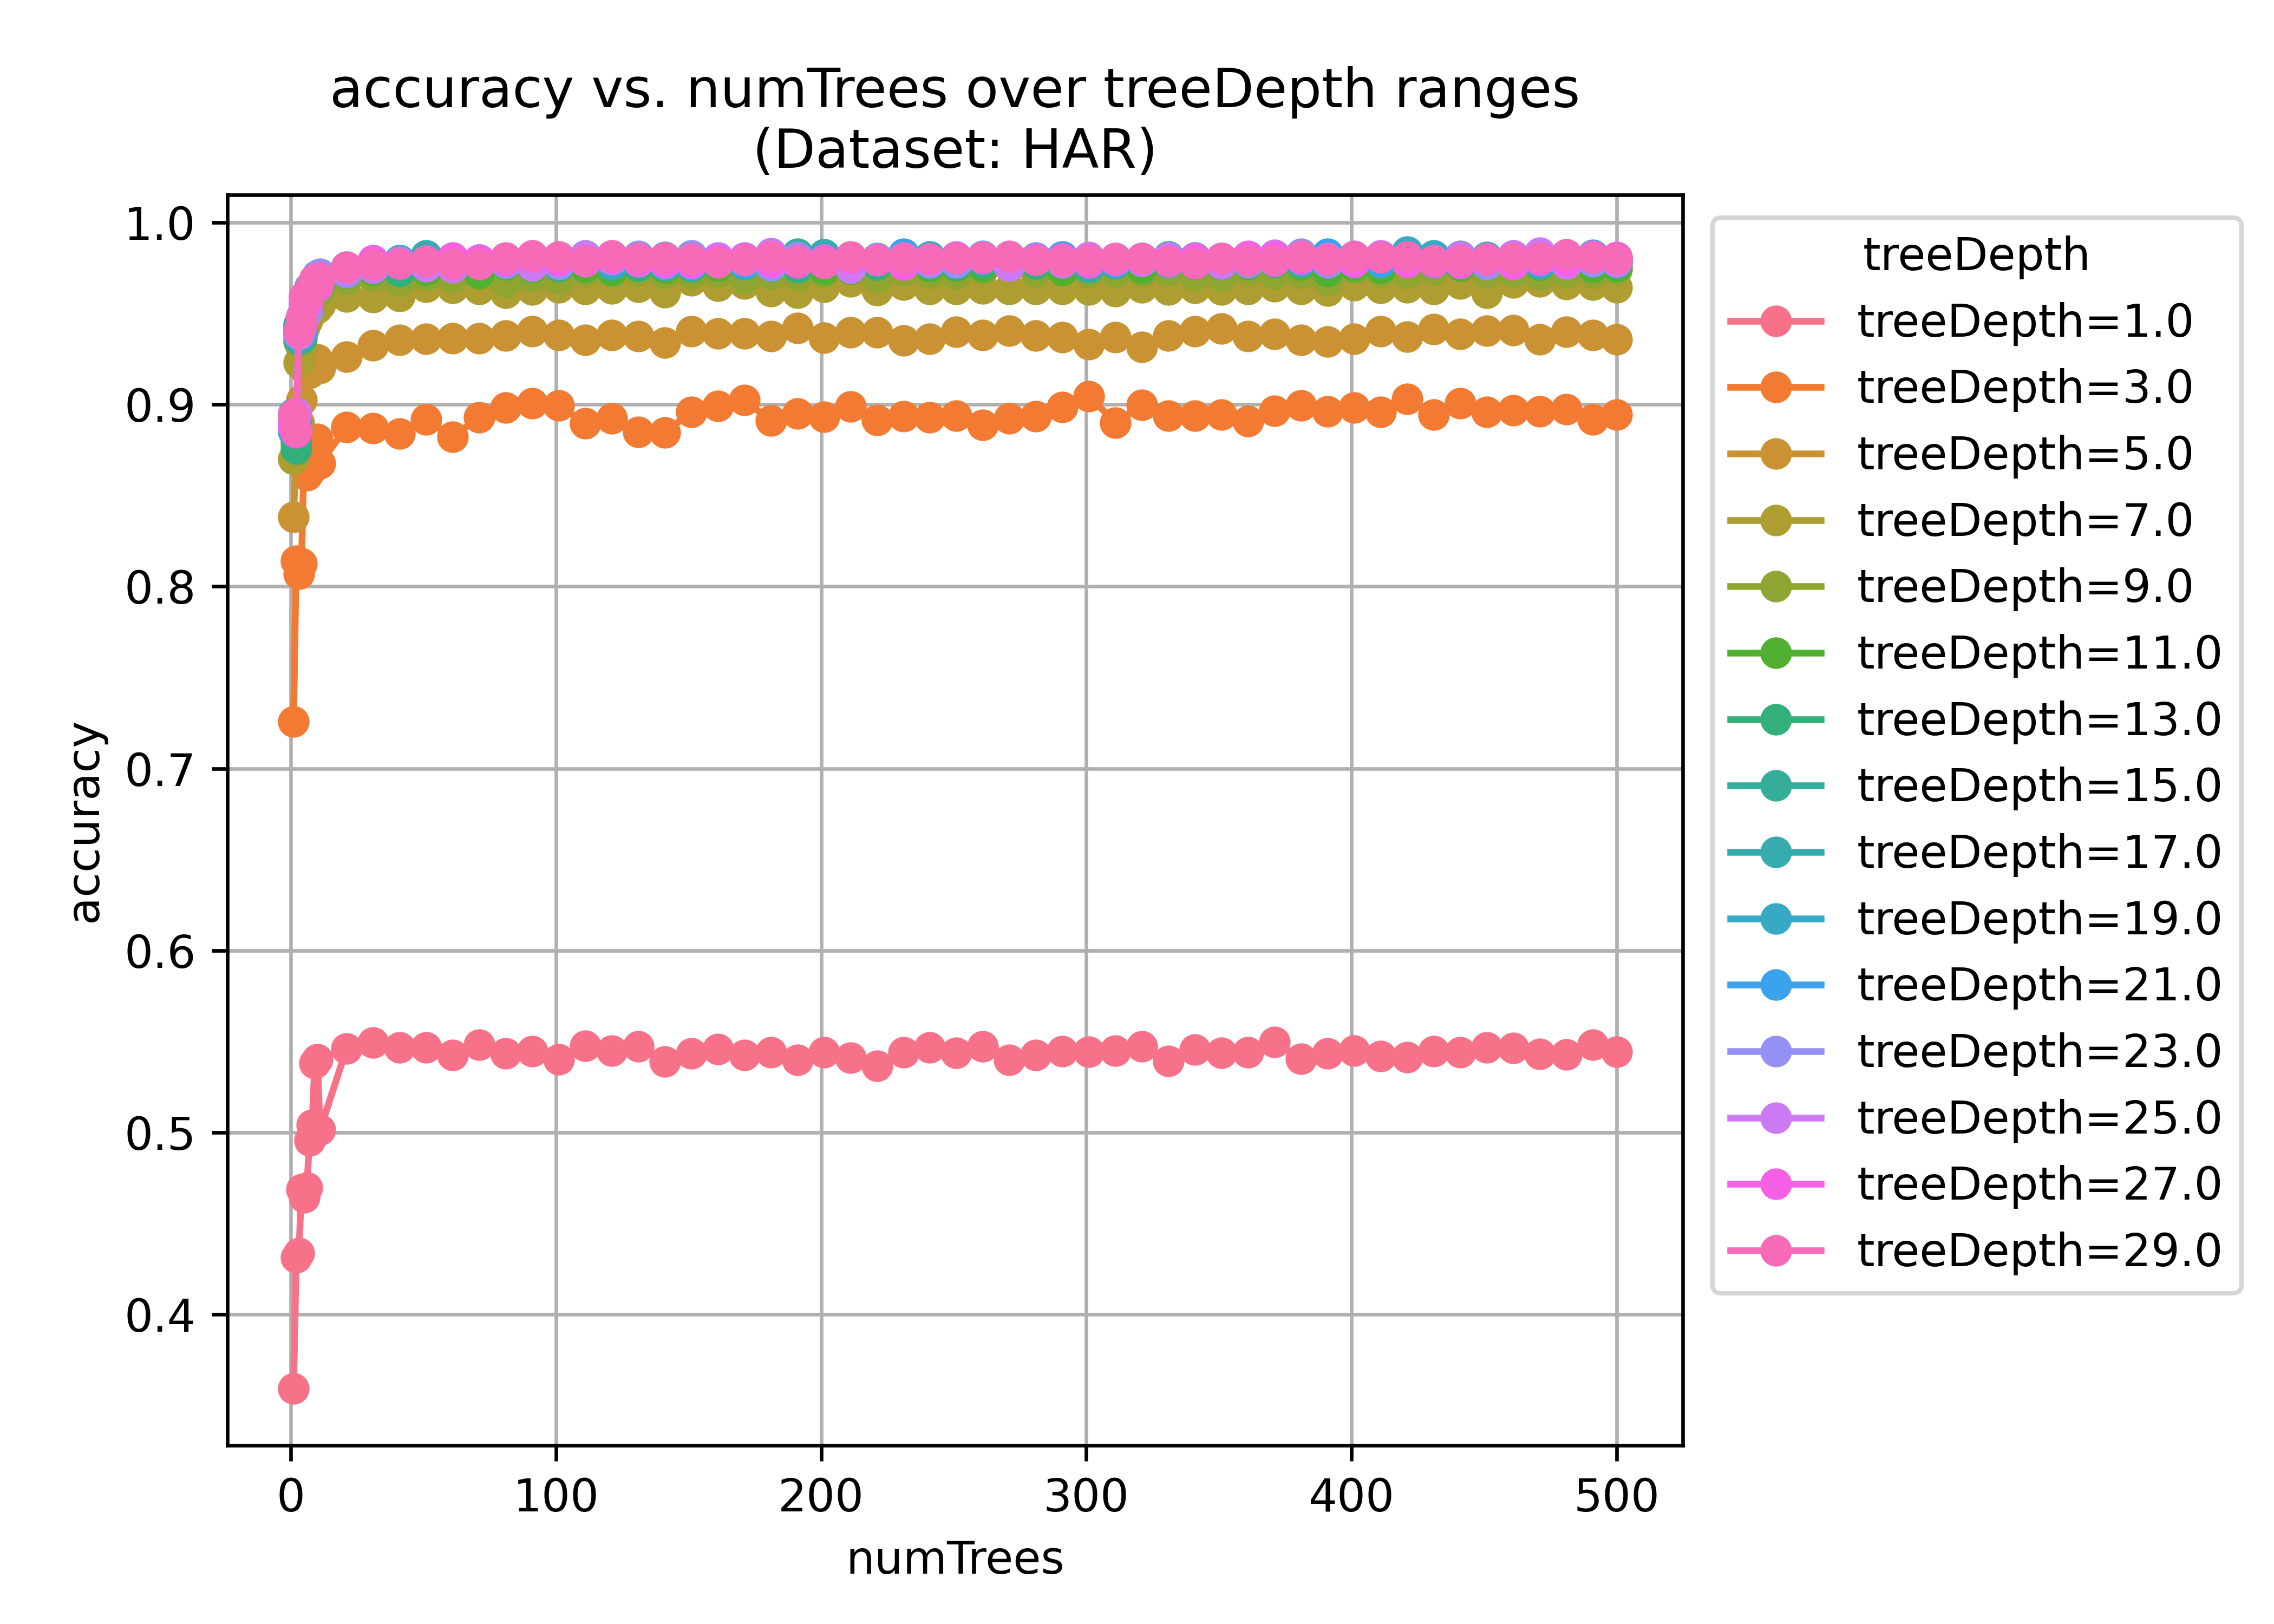 accuracy vs. numTrees over treeDepth ranges
(Dataset: HAR)
accuracy
1.0
0.9
0.8
0.7
0.6
0.5
0.4
0 100 200 300 400 500
numTrees
treeDepth
treeDepth=1.0
treeDepth=3.0
treeDepth=5.0
treeDepth=7.0
treeDepth=9.0
treeDepth=11.0
treeDepth=13.0
treeDepth=15.0
treeDepth=17.0
treeDepth=19.0
treeDepth=21.0
treeDepth=23.0
treeDepth=25.0
treeDepth=27.0
treeDepth=29.0